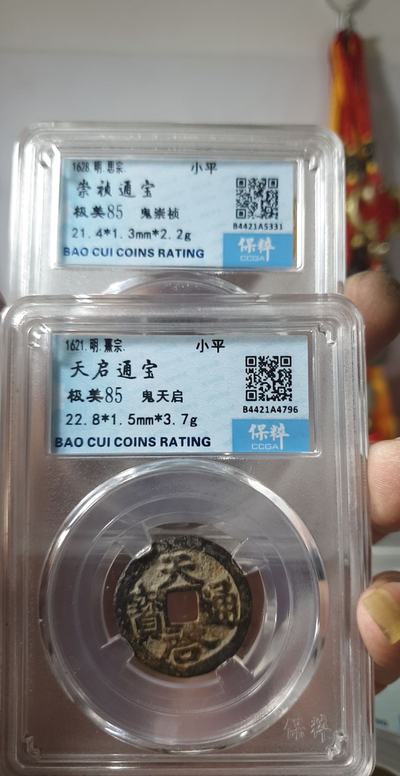 1628.明.思宗. 小平
崇祯通宝
极美85 鬼崇祯
B4421A5331
21.4*1.3mm*2.2g
保粹
BAO CUI COINS RATING CCGA
1621.明.熹宗. 小平
天启通宝
极美85 鬼天启
B4421A4796
22.8*1.5mm*3.7g
保粹
BAO CUI COINS RATING CCGA
天
寶 通
启
保粹